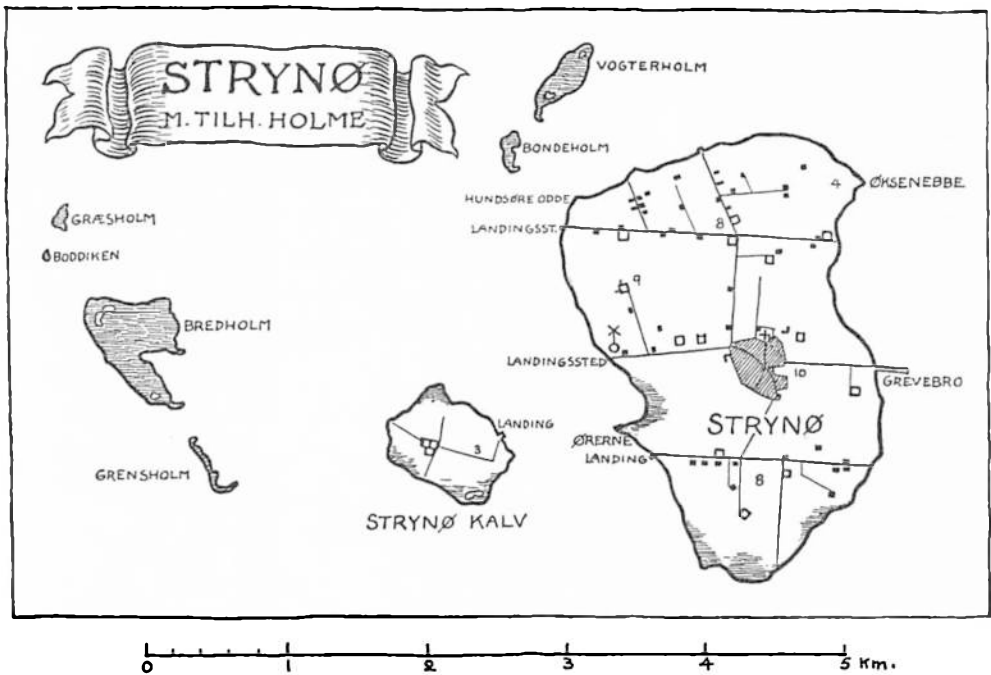 STRYNØ
M. TILH. HOLME
VOGTERHOLM
BONDEHOLM
ØKSENEBBE
4
HUNDSØRE ODDE
LANDINGSST.
8
GRÆSHOLM
BODDIKEN
9
BREDHOLM
LANDINGSSTED
10
GREVEBRO
LANDING
STRYNØ
ØRERNE
LANDING
3
8
GRENSHOLM
STRYNØ KALV
0 1 2 3 4 5 KM.